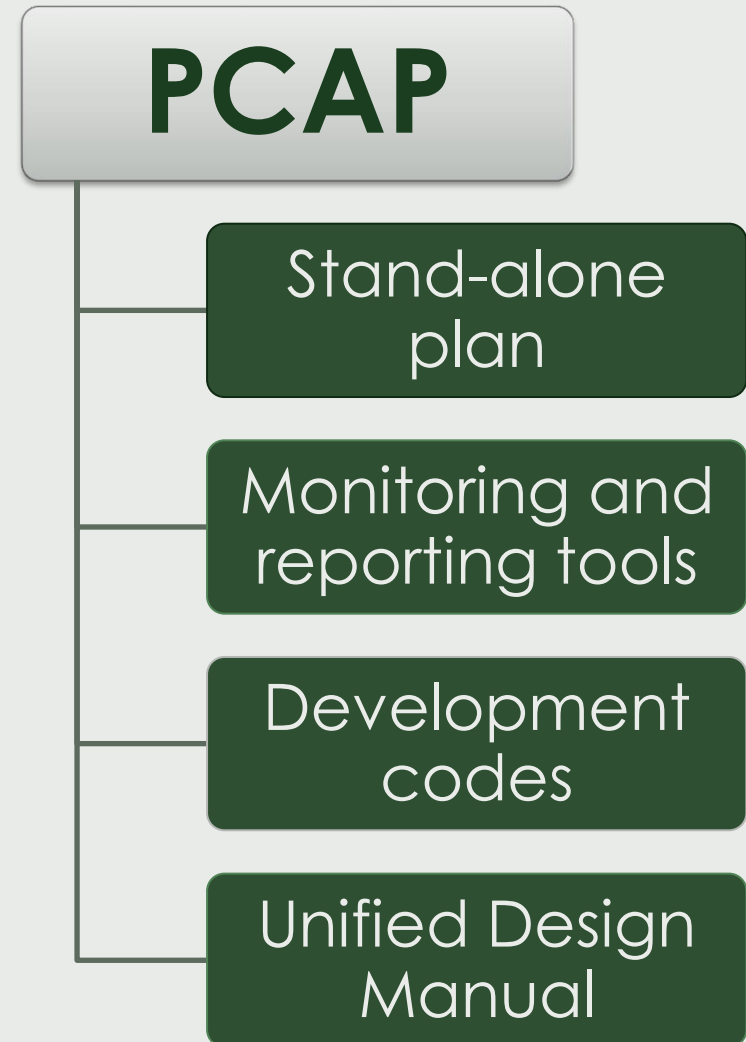 PCAP
Stand-alone
plan
Monitoring and
reporting tools
Development
codes
Unified Design
Manual